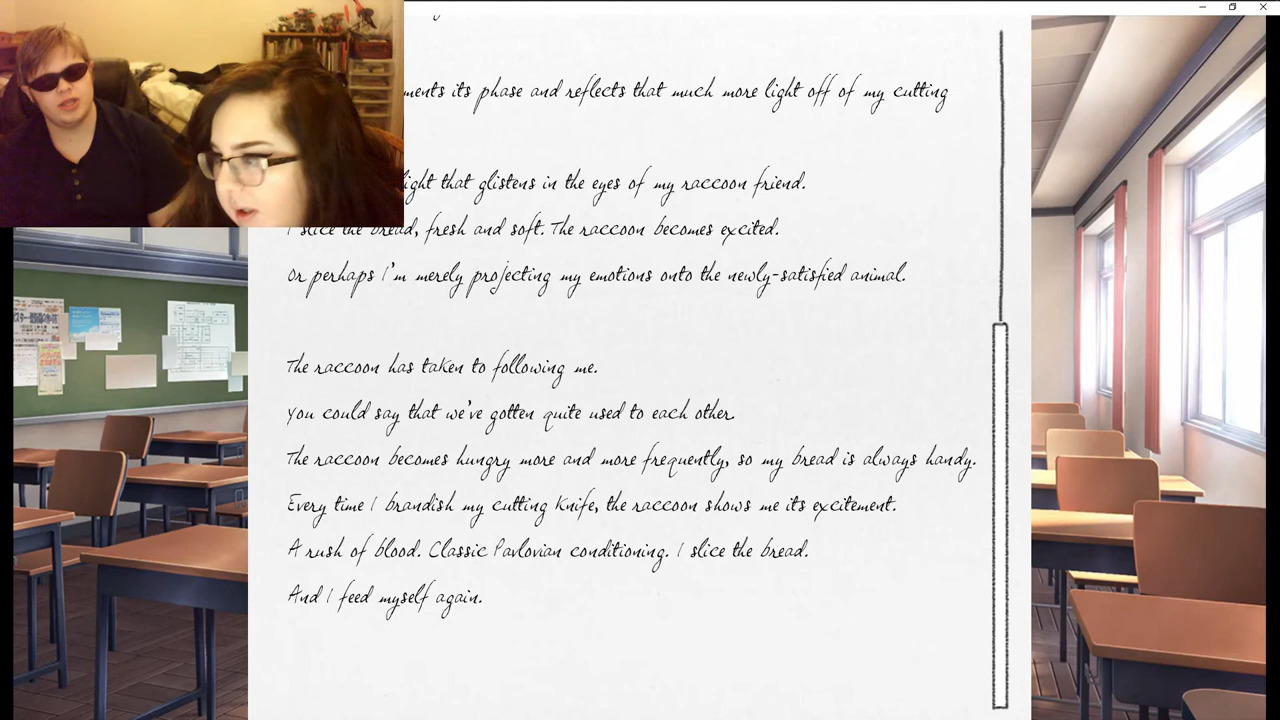 ments its phase and reflects that much more light off of my cutting
light that glistens in the eyes of my raccoon friend.
I slice the bread, fresh and soft. The raccoon becomes excited.
Or perhaps I'm merely projecting my emotions onto the newly-satisfied animal.
The raccoon has taken to following me.
You could say that we've gotten quite used to each other
The raccoon becomes hungry more and more frequently, so my bread is always handy.
Every time I brandish my cutting knife, the raccoon shows me its excitement.
A rush of blood. Classic Pavlovian conditioning. I slice the bread.
And I feed myself again.